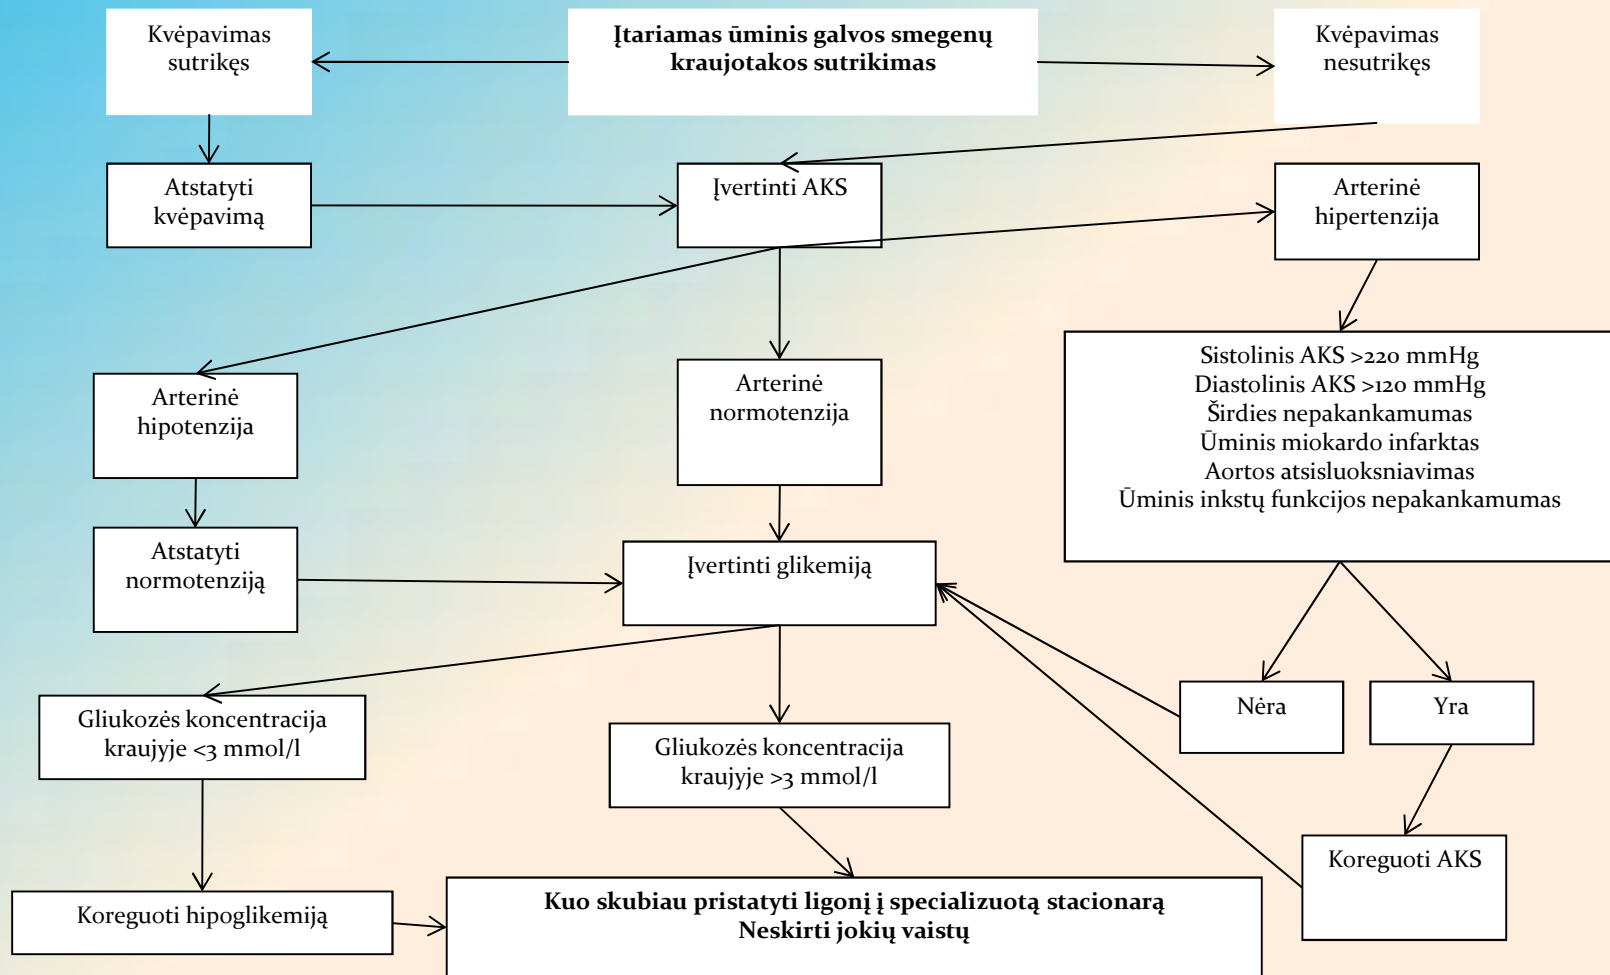 Kvėpavimas
sutrikęs
Įtariamas ūminis galvos smegenų
kraujotakos sutrikimas
Kvėpavimas
nesutrikęs
Atstatyti
kvėpavimą
Įvertinti AKS
Arterinė
hipertenzija
Sistolinis AKS >220 mmHg
Diastolinis AKS >120 mmHg
Širdies nepakankamumas
Ūminis miokardo infarktas
Aortos atsisluoksniavimas
Ūminis inkstų funkcijos nepakankamumas
Arterinė
hipotenzija
Arterinė
normotenzija
Atstatyti
normotenziją
Įvertinti glikemiją
Nėra
Yra
Gliukozės koncentracija
kraujyje <3 mmol/l
Gliukozės koncentracija
kraujyje >3 mmol/l
Koreguoti AKS
Koreguoti hipoglikemiją
Kuo skubiau pristatyti ligonį į specializuotą stacionarą
Neskirti jokių vaistų